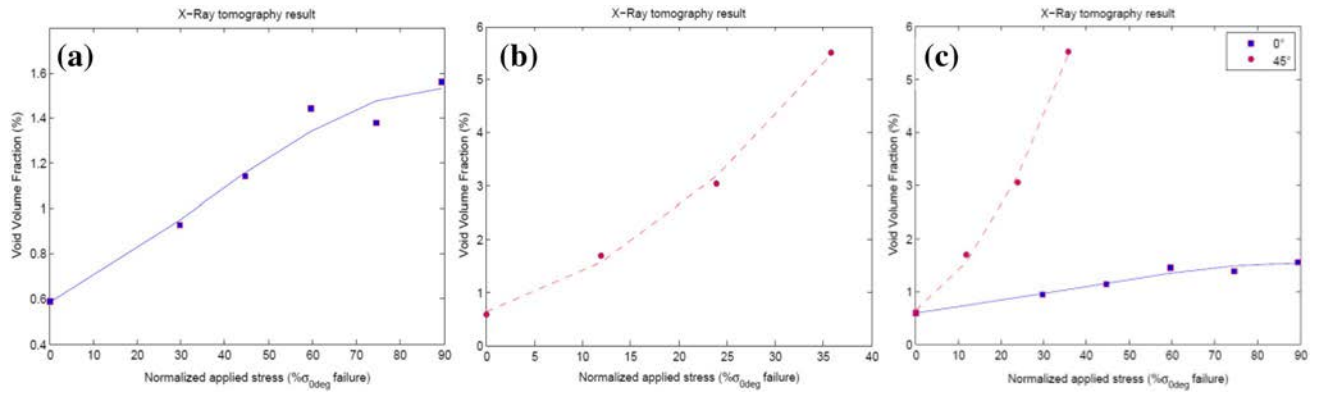 X-Ray tomography result
(a)
1.6
1.4
1.2
1
0.8
0.6
0.4
Void Volume Fraction (%)
0 10 20 30 40 50 60 70 80 90
Normalized applied stress (%σ0deg failure)
X-Ray tomography result
(b)
6
5
4
3
2
1
0
Void Volume Fraction (%)
0 5 10 15 20 25 30 35 40
Normalized applied stress (%σ0deg failure)
X-Ray tomography result
(c)
0°
45°
6
5
4
3
2
1
0
Void Volume Fraction (%)
0 10 20 30 40 50 60 70 80 90
Normalized applied stress (%σ0deg failure)